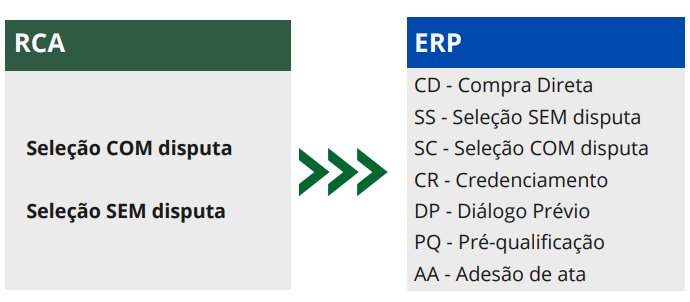 RCA
Seleção COM disputa
Seleção SEM disputa
ERP
CD - Compra Direta
SS - Seleção SEM disputa
SC - Seleção COM disputa
CR - Credenciamento
DP - Diálogo Prévio
PQ - Pré-qualificação
AA - Adesão de ata